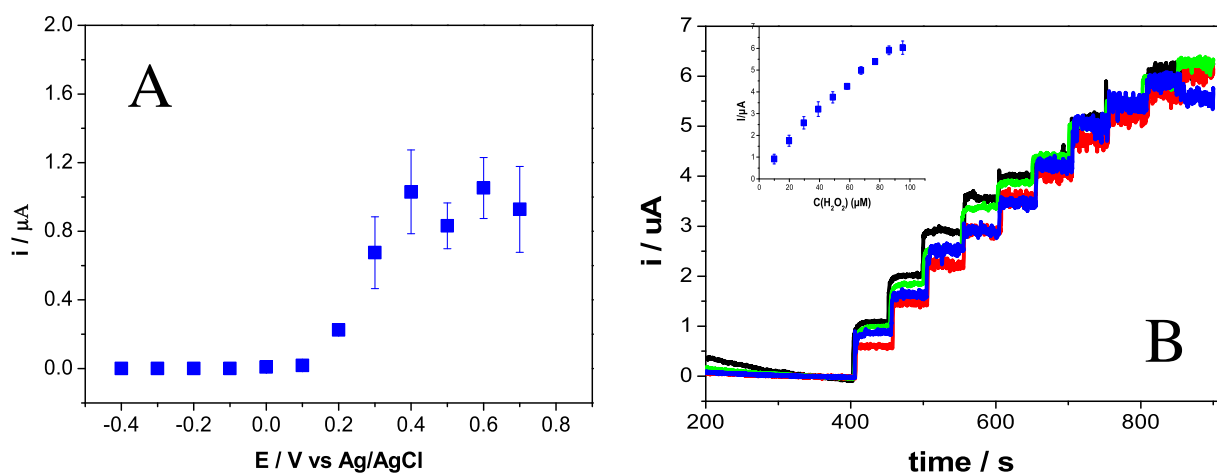 2.0
1.6
1.2
0.8
0.4
0.0
i / μA
A
-0.4 -0.2 0.0 0.2 0.4 0.6 0.8
E / V vs Ag/AgCl
7
6
5
4
3
2
1
0
i / uA
7
6
5
4
3
2
1
0
I/μA
0 20 40 60 80 100
C(H₂O₂) (μM)
B
200 400 600 800
time / s